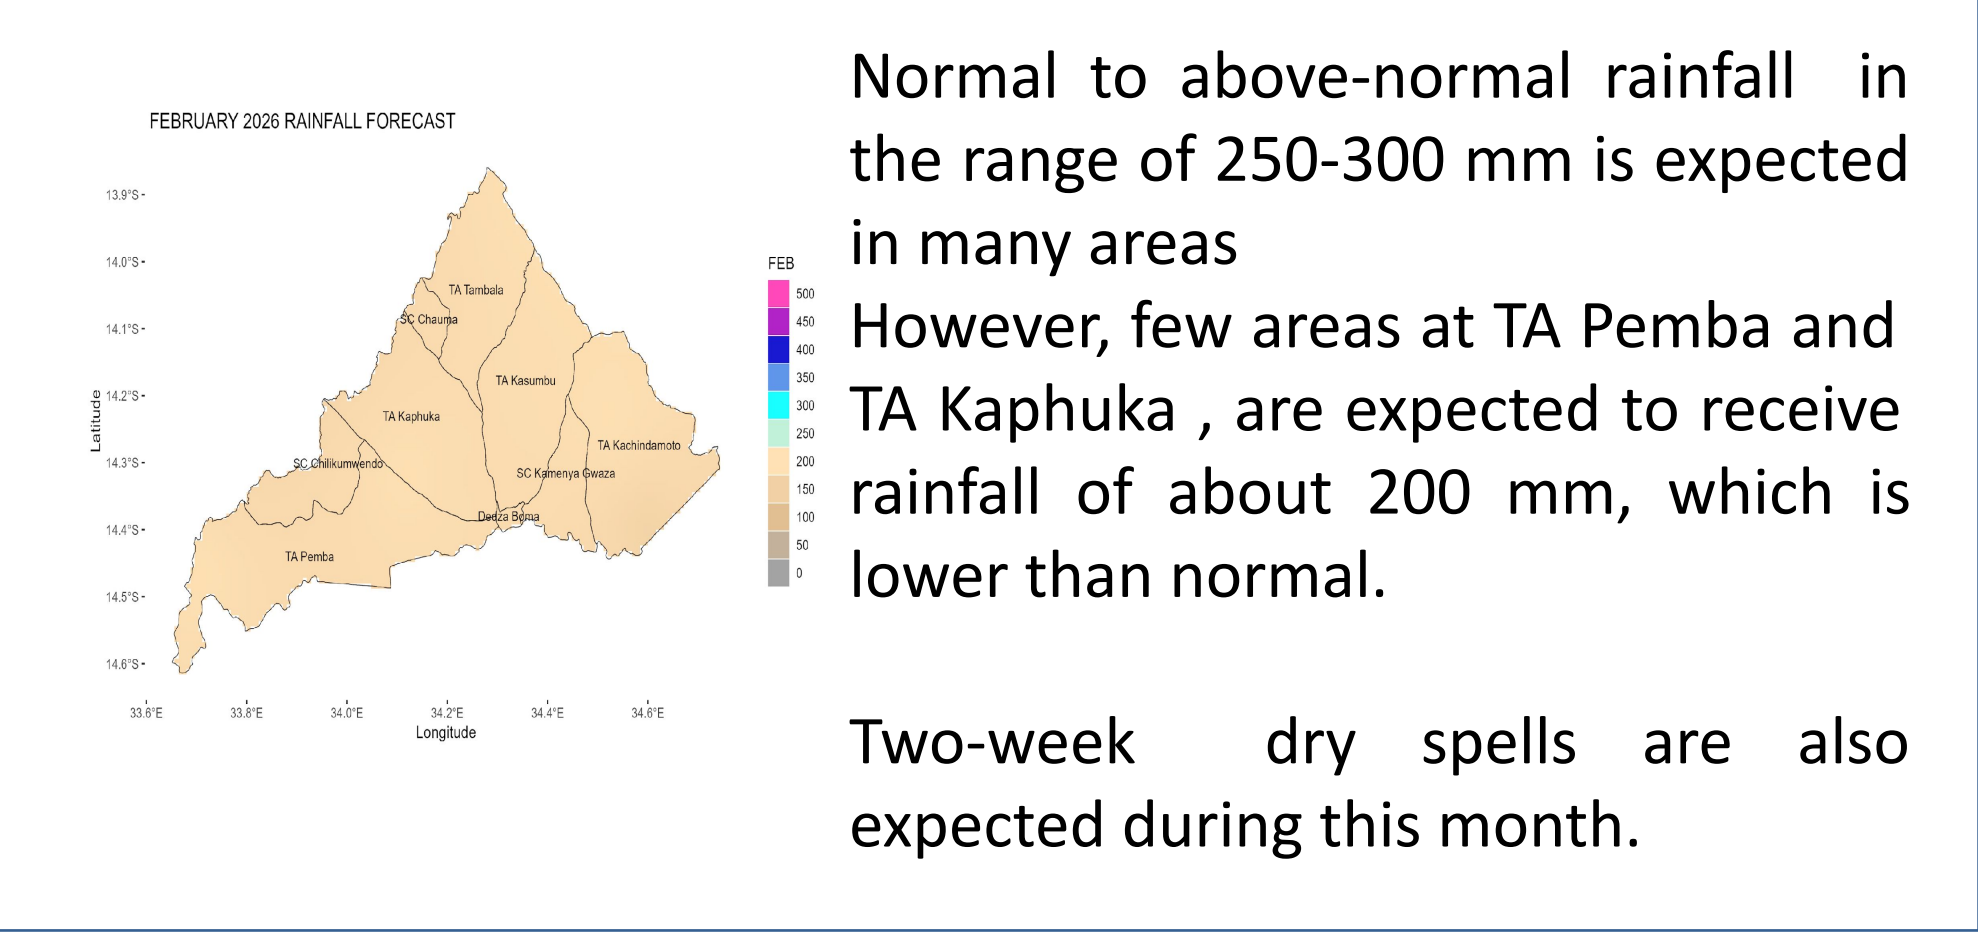 FEBRUARY 2026 RAINFALL FORECAST
13.9°S
14.0°S
14.1°S
14.2°S
14.3°S
14.4°S
14.5°S
14.6°S
Latitude
TA Tambala
SC Chauma
TA Kasumbu
TA Kaphuka
TA Kachindamoto
SC Chilikumwendo
SC Kamenya Gwaza
Dedza Boma
TA Pemba
33.6°E 33.8°E 34.0°E 34.2°E 34.4°E 34.6°E
Longitude
FEB
500
450
400
350
300
250
200
150
100
50
0
Normal to above-normal rainfall in
the range of 250-300 mm is expected
in many areas
However, few areas at TA Pemba and
TA Kaphuka , are expected to receive
rainfall of about 200 mm, which is
lower than normal.
Two-week dry spells are also
expected during this month.